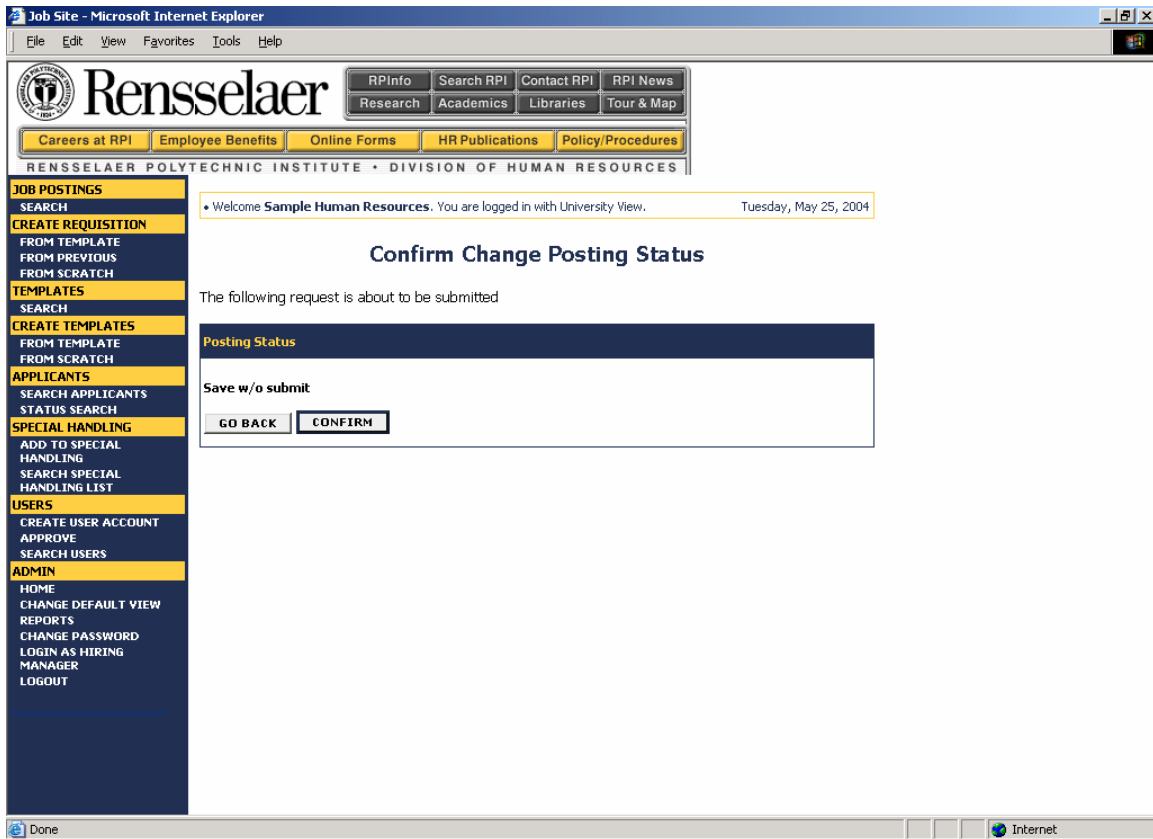 Job Site - Microsoft Internet Explorer
File Edit View Favorites Tools Help
Rensselaer
RPInfo Search RPI Contact RPI RPI News
Research Academics Libraries Tour & Map
Careers at RPI Employee Benefits Online Forms HR Publications Policy/Procedures
RENSSELAER POLYTECHNIC INSTITUTE • DIVISION OF HUMAN RESOURCES
JOB POSTINGS
SEARCH
CREATE REQUISITION
FROM TEMPLATE
FROM PREVIOUS
FROM SCRATCH
TEMPLATES
SEARCH
CREATE TEMPLATES
FROM TEMPLATE
FROM SCRATCH
APPLICANTS
SEARCH APPLICANTS
STATUS SEARCH
SPECIAL HANDLING
ADD TO SPECIAL
HANDLING
SEARCH SPECIAL
HANDLING LIST
USERS
CREATE USER ACCOUNT
APPROVE
SEARCH USERS
ADMIN
HOME
CHANGE DEFAULT VIEW
REPORTS
CHANGE PASSWORD
LOGIN AS HIRING
MANAGER
LOGOUT
• Welcome Sample Human Resources. You are logged in with University View. Tuesday, May 25, 2004
Confirm Change Posting Status
The following request is about to be submitted
Posting Status
Save w/o submit
GO BACK CONFIRM
Done Internet